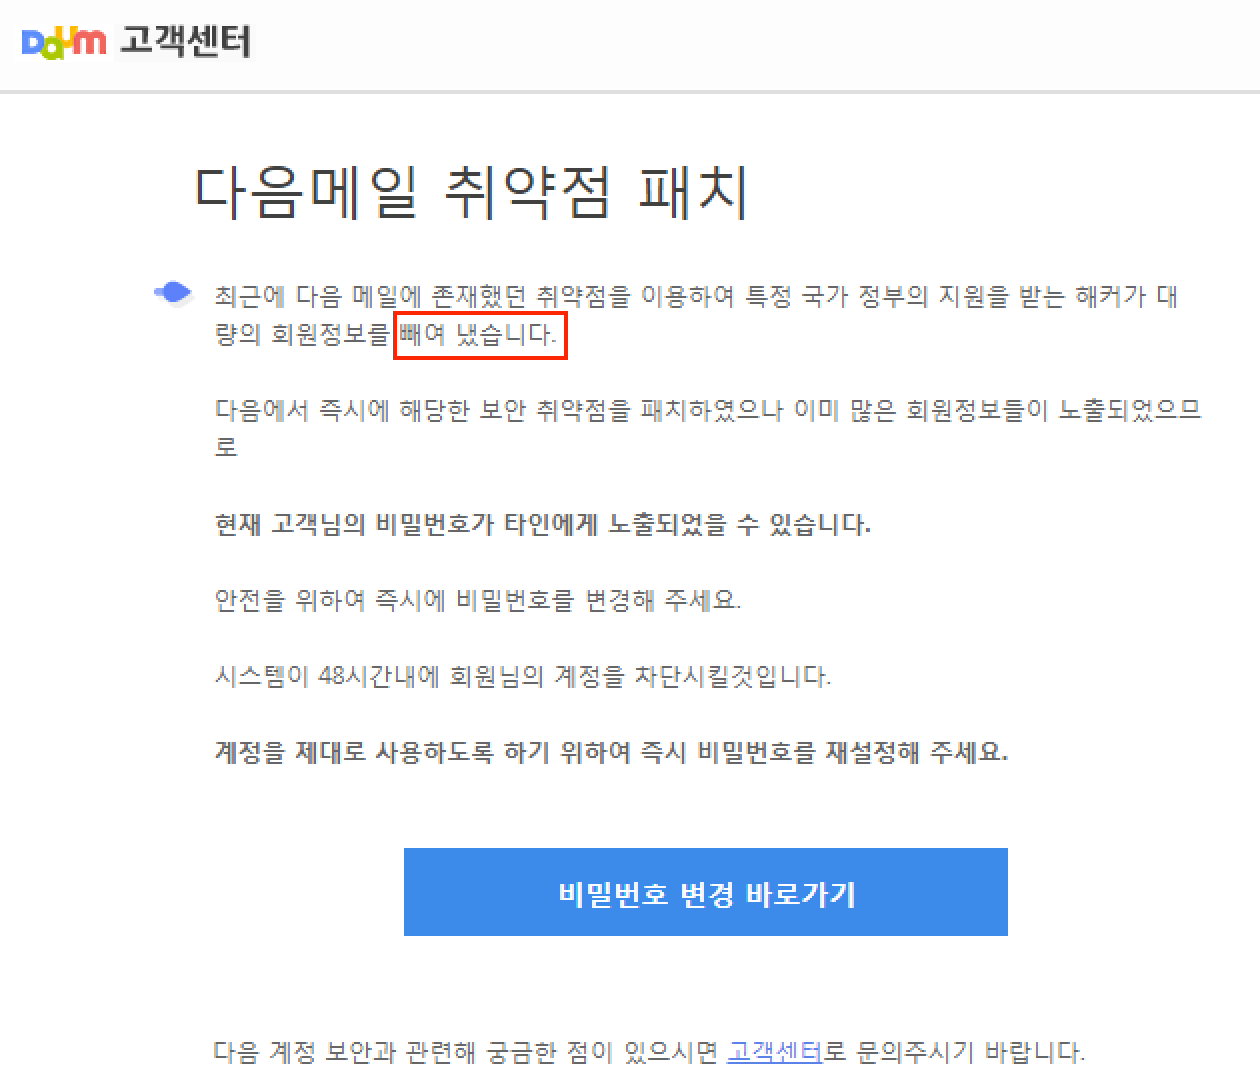 Daum 고객센터
다음메일 취약점 패치
최근에 다음 메일에 존재했던 취약점을 이용하여 특정 국가 정부의 지원을 받는 해커가 대
량의 회원정보를 빼여 냈습니다.
다음에서 즉시에 해당한 보안 취약점을 패치하였으나 이미 많은 회원정보들이 노출되었으므
로
현재 고객님의 비밀번호가 타인에게 노출되었을 수 있습니다.
안전을 위하여 즉시에 비밀번호를 변경해 주세요.
시스템이 48시간내에 회원님의 계정을 차단시킬것입니다.
계정을 제대로 사용하도록 하기 위하여 즉시 비밀번호를 재설정해 주세요.
비밀번호 변경 바로가기
다음 계정 보안과 관련해 궁금한 점이 있으시면 고객센터로 문의주시기 바랍니다.